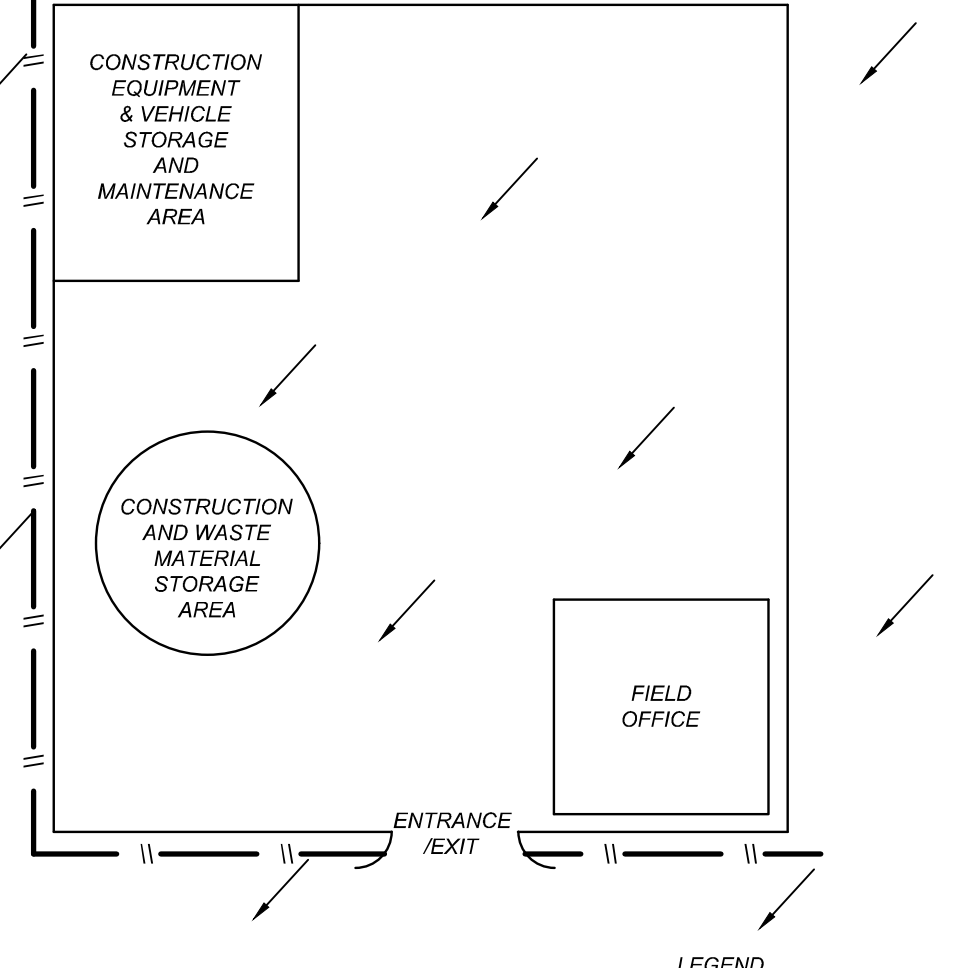 CONSTRUCTION
EQUIPMENT
& VEHICLE
STORAGE
AND
MAINTENANCE
AREA
CONSTRUCTION
AND WASTE
MATERIAL
STORAGE
AREA
FIELD
OFFICE
ENTRANCE
/EXIT
LEGEND